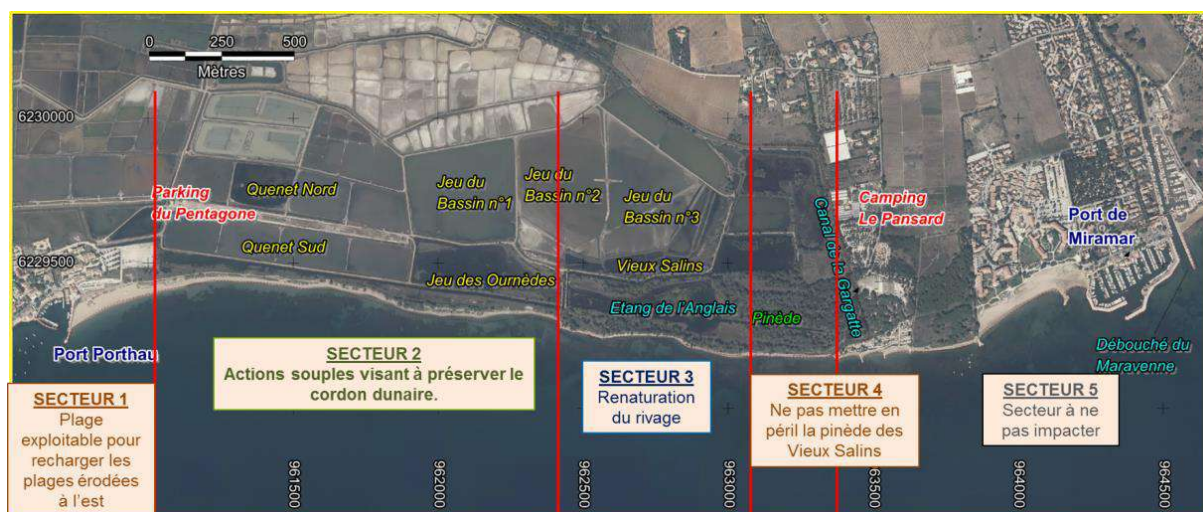 0 250 500
Mètres
6230000
6229500
Parking
du Pentagone
Quenet Nord
Quenet Sud
Jeu du
Bassin n°1
Jeu du
Bassin n°2
Jeu du
Bassin n°3
Jeu des Ournèdes
Vieux Salins
Etang de l'Anglais
Pinède
Canal de la Gargatte
Camping
Le Pansard
Port de
Miramar
Débouché du
Maravenne
Port Porthau
SECTEUR 1
Plage
exploitable pour
recharger les
plages érodées
à l'est
SECTEUR 2
Actions souples visant à préserver le
cordon dunaire.
SECTEUR 3
Renaturation
du rivage
SECTEUR 4
Ne pas mettre en
péril la pinède des
Vieux Salins
SECTEUR 5
Secteur à ne
pas impacter
961500
962000
962500
963000
963500
964000
964500